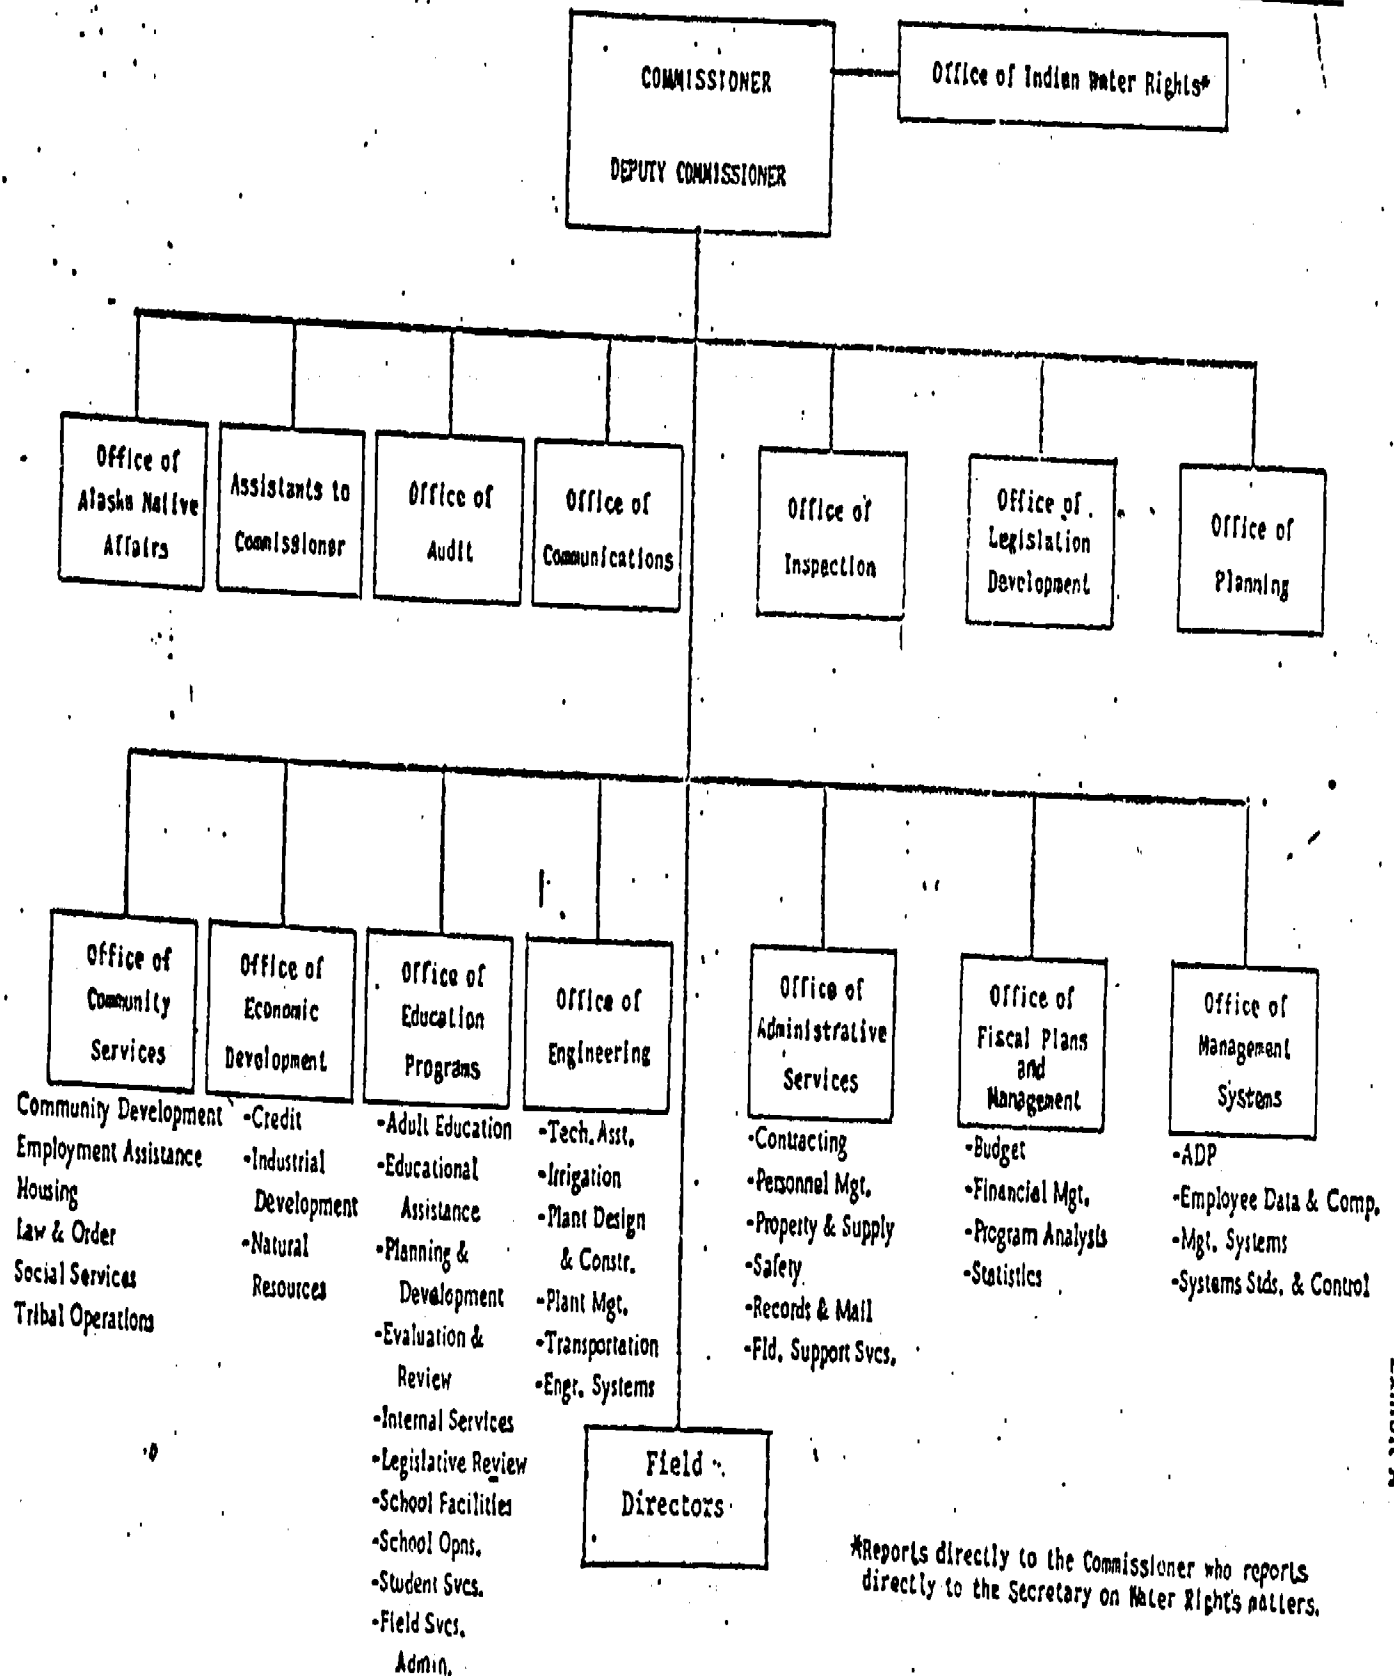 COMMISSIONER
DEPUTY COMMISSIONER
Office of Indian Water Rights*
Office of
Alaska Native
Affairs
Assistants to
Commissioner
Office of
Audit
Office of
Communications
Office of
Inspection
Office of
Legislation
Development
Office of
Planning
Office of
Community
Services
Community Development
Employment Assistance
Housing
Law & Order
Social Services
Tribal Operations
Office of
Economic
Development
-Credit
-Industrial
Development
-Natural
Resources
Office of
Education
Programs
-Adult Education
-Educational
Assistance
-Planning &
Development
-Evaluation &
Review
-Internal Services
-Legislative Review
-School Facilities
-School Opns.
-Student Svcs.
-Field Svcs.
Admin.
Office of
Engineering
-Tech. Asst.
-Irrigation
-Plant Design
& Constr.
-Plant Mgt.
-Transportation
-Engr. Systems
Office of
Administrative
Services
-Contracting
-Personnel Mgt.
-Property & Supply
-Safety
-Records & Mail
-Fld. Support Svcs.
Office of
Fiscal Plans
and
Management
-Budget
-Financial Mgt.
-Program Analysis
-Statistics
Office of
Management
Systems
-ADP
-Employee Data & Comp.
-Mgt. Systems
-Systems Stds. & Control
Field
Directors
*Reports directly to the Commissioner who reports
directly to the Secretary on Water Right's matters.